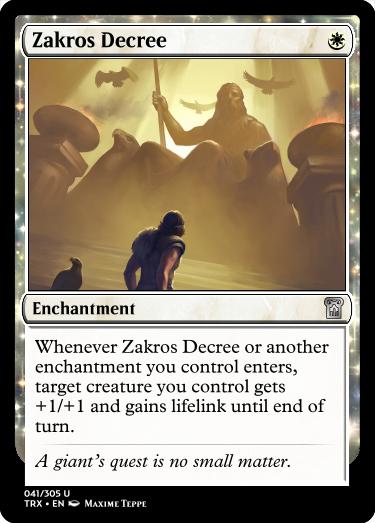 Zakros Decree
Enchantment
Whenever Zakros Decree or another
enchantment you control enters,
target creature you control gets
+1/+1 and gains lifelink until end of
turn.
A giant's quest is no small matter.
041/305 U
TRX • EN Maxime Teppe